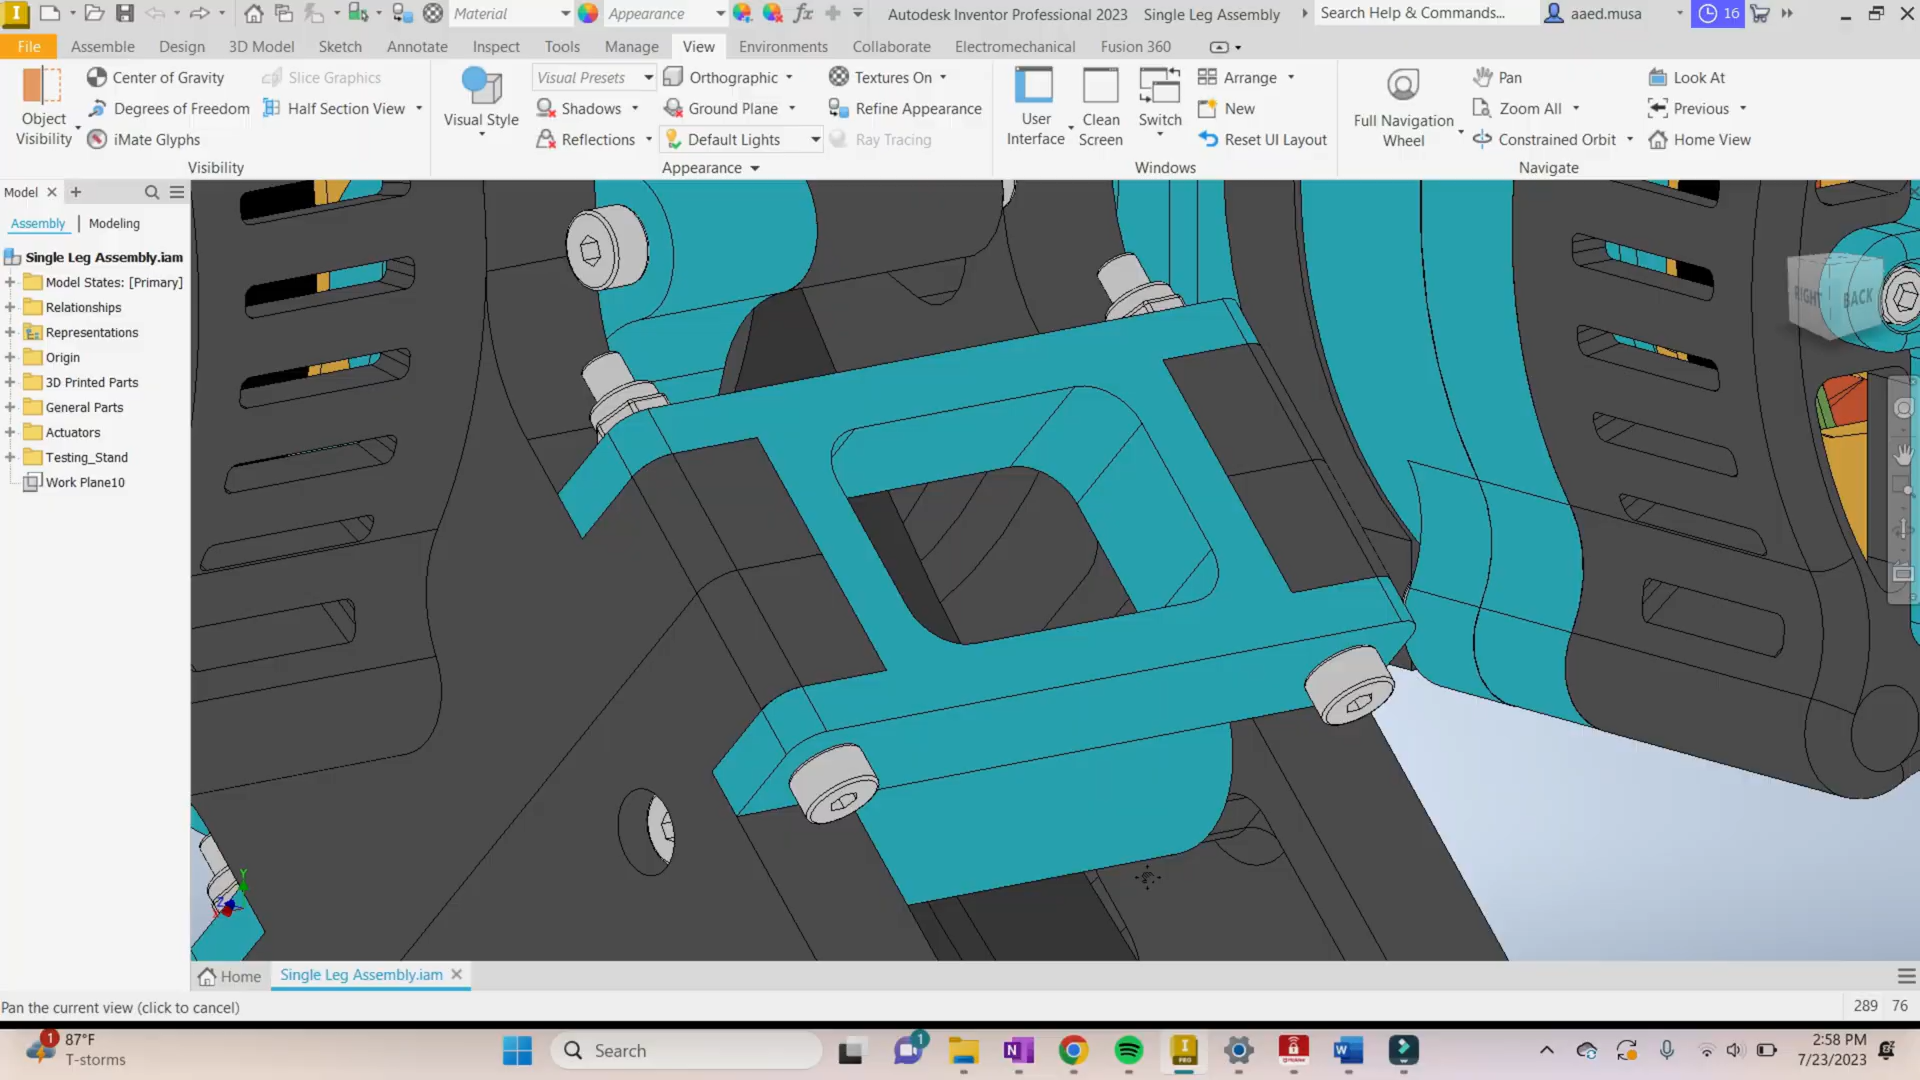 Material
Appearance
Autodesk Inventor Professional 2023 Single Leg Assembly
Search Help & Commands...
aaed.musa
16
File Assemble Design 3D Model Sketch Annotate Inspect Tools Manage View Environments Collaborate Electromechanical Fusion 360
Object Visibility
Center of Gravity
Degrees of Freedom
iMate Glyphs
Slice Graphics
Half Section View
Visibility
Visual Style
Visual Presets
Shadows
Reflections
Orthographic
Ground Plane
Default Lights
Textures On
Refine Appearance
Ray Tracing
Appearance
User Interface
Clean Screen
Switch
Arrange
New
Reset UI Layout
Windows
Full Navigation Wheel
Pan
Zoom All
Constrained Orbit
Look At
Previous
Home View
Navigate
Model
Assembly Modeling
Single Leg Assembly.iam
Model States: [Primary]
Relationships
Representations
Origin
3D Printed Parts
General Parts
Actuators
Testing_Stand
Work Plane10
RIGHT BACK
Y
Z
Home Single Leg Assembly.iam
Pan the current view (click to cancel)
289 76
1
87°F
T-storms
Search
1
2:58 PM
7/23/2023